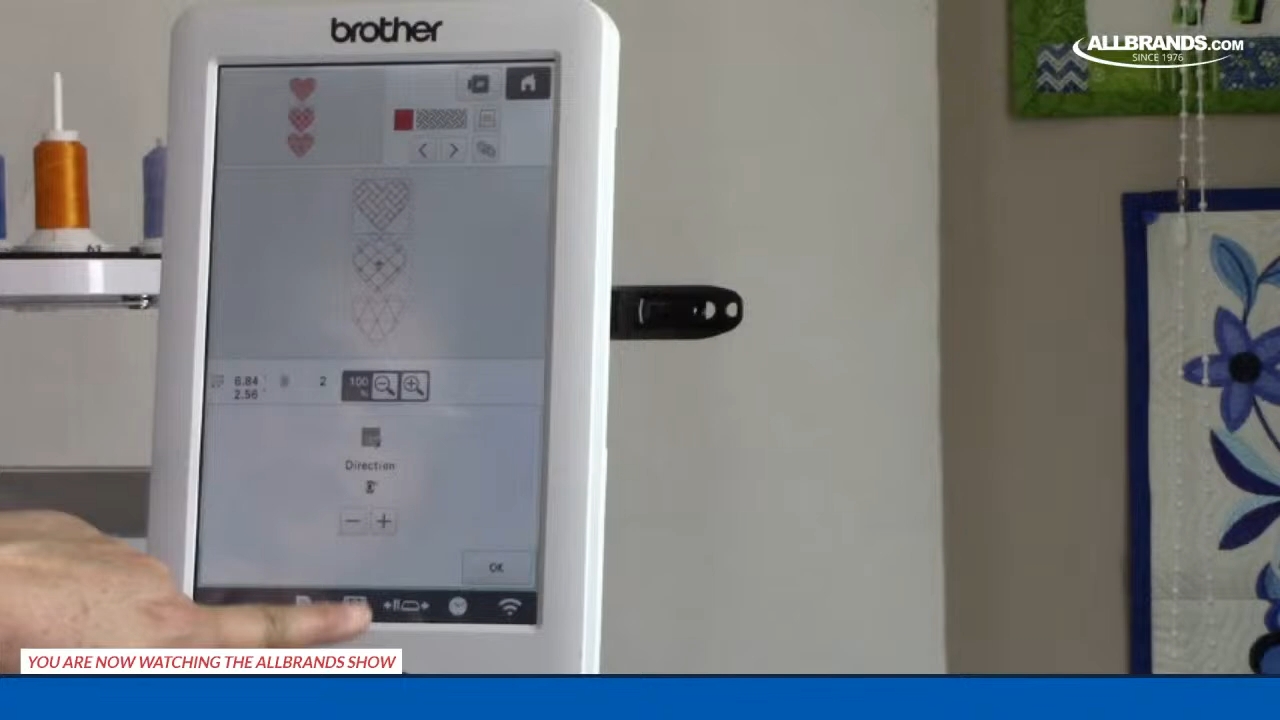 brother
ALLBRANDS.COM
SINCE 1976
6.84
2.56
2
100
%
Direction
OK
YOU ARE NOW WATCHING THE ALLBRANDS SHOW